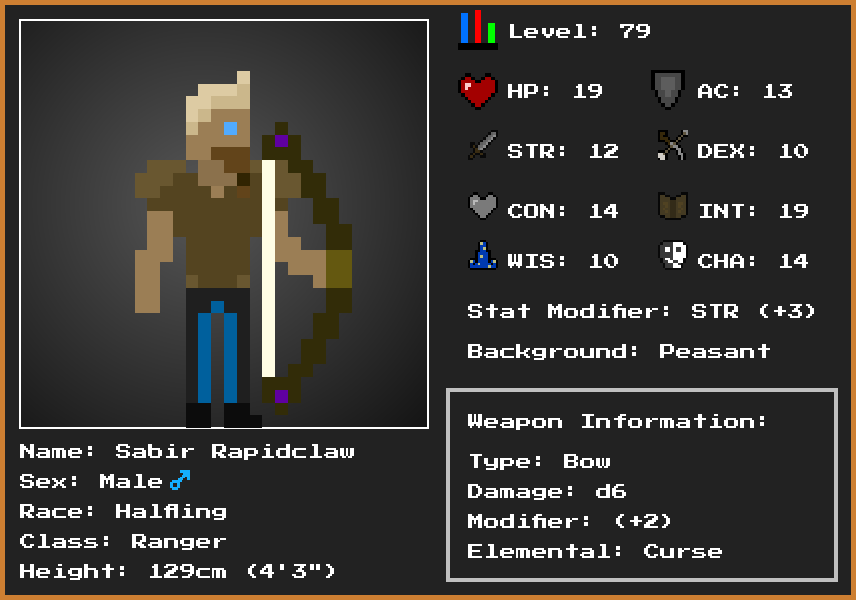 Level: 79
HP: 19
AC: 13
STR: 12
DEX: 10
CON: 14
INT: 19
WIS: 10
CHA: 14
Stat Modifier: STR (+3)
Background: Peasant
Weapon Information:
Type: Bow
Damage: d6
Modifier: (+2)
Elemental: Curse
Name: Sabir Rapidclaw
Sex: Male ♂
Race: Halfling
Class: Ranger
Height: 129cm (4'3")